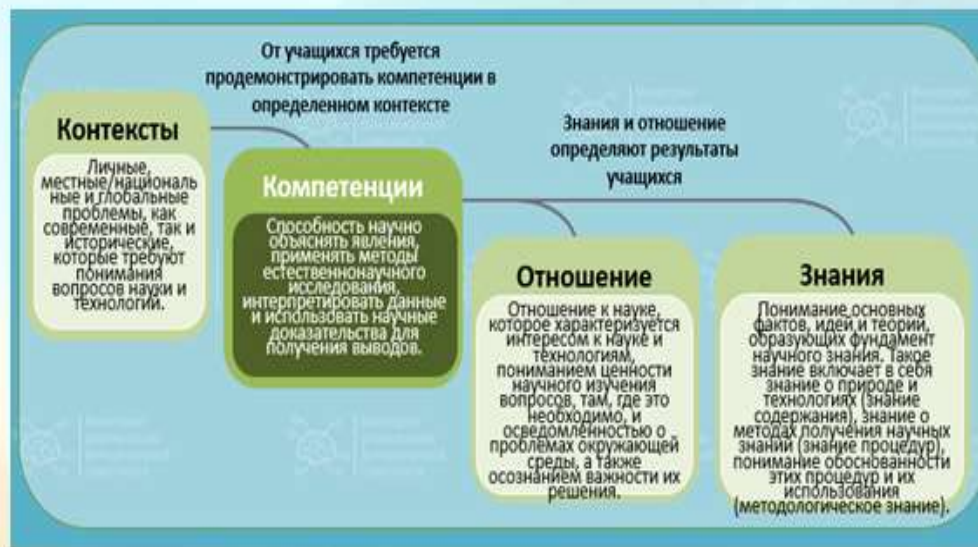 От учащихся требуется
продемонстрировать компетенции в
определенном контексте
Контексты
Личные,
местные/националь
ные и глобальные
проблемы, как
современные, так и
исторические,
которые требуют
понимания
вопросов науки и
технологий.
Компетенции
Способность научно
объяснять явления,
применять методы
естественнонаучного
исследования,
интерпретировать данные
и использовать научные
доказательства для
получения выводов.
Знания и отношение
определяют результаты
учащихся
Отношение
Отношение к науке,
которое характеризуется
интересом к науке и
технологиям,
пониманием ценности
научного изучения
вопросов, там, где это
необходимо, и
осведомленностью о
проблемах окружающей
среды, а также
осознанием важности их
решения.
Знания
Понимание основных
фактов, идей и теорий,
образующих фундамент
научного знания. Такое
знание включает в себя
знание о природе и
технологиях (знание
содержания), знание о
методах получения научных
знаний (знание процедур),
понимание обоснованности
этих процедур и их
использования
(методологическое знание).